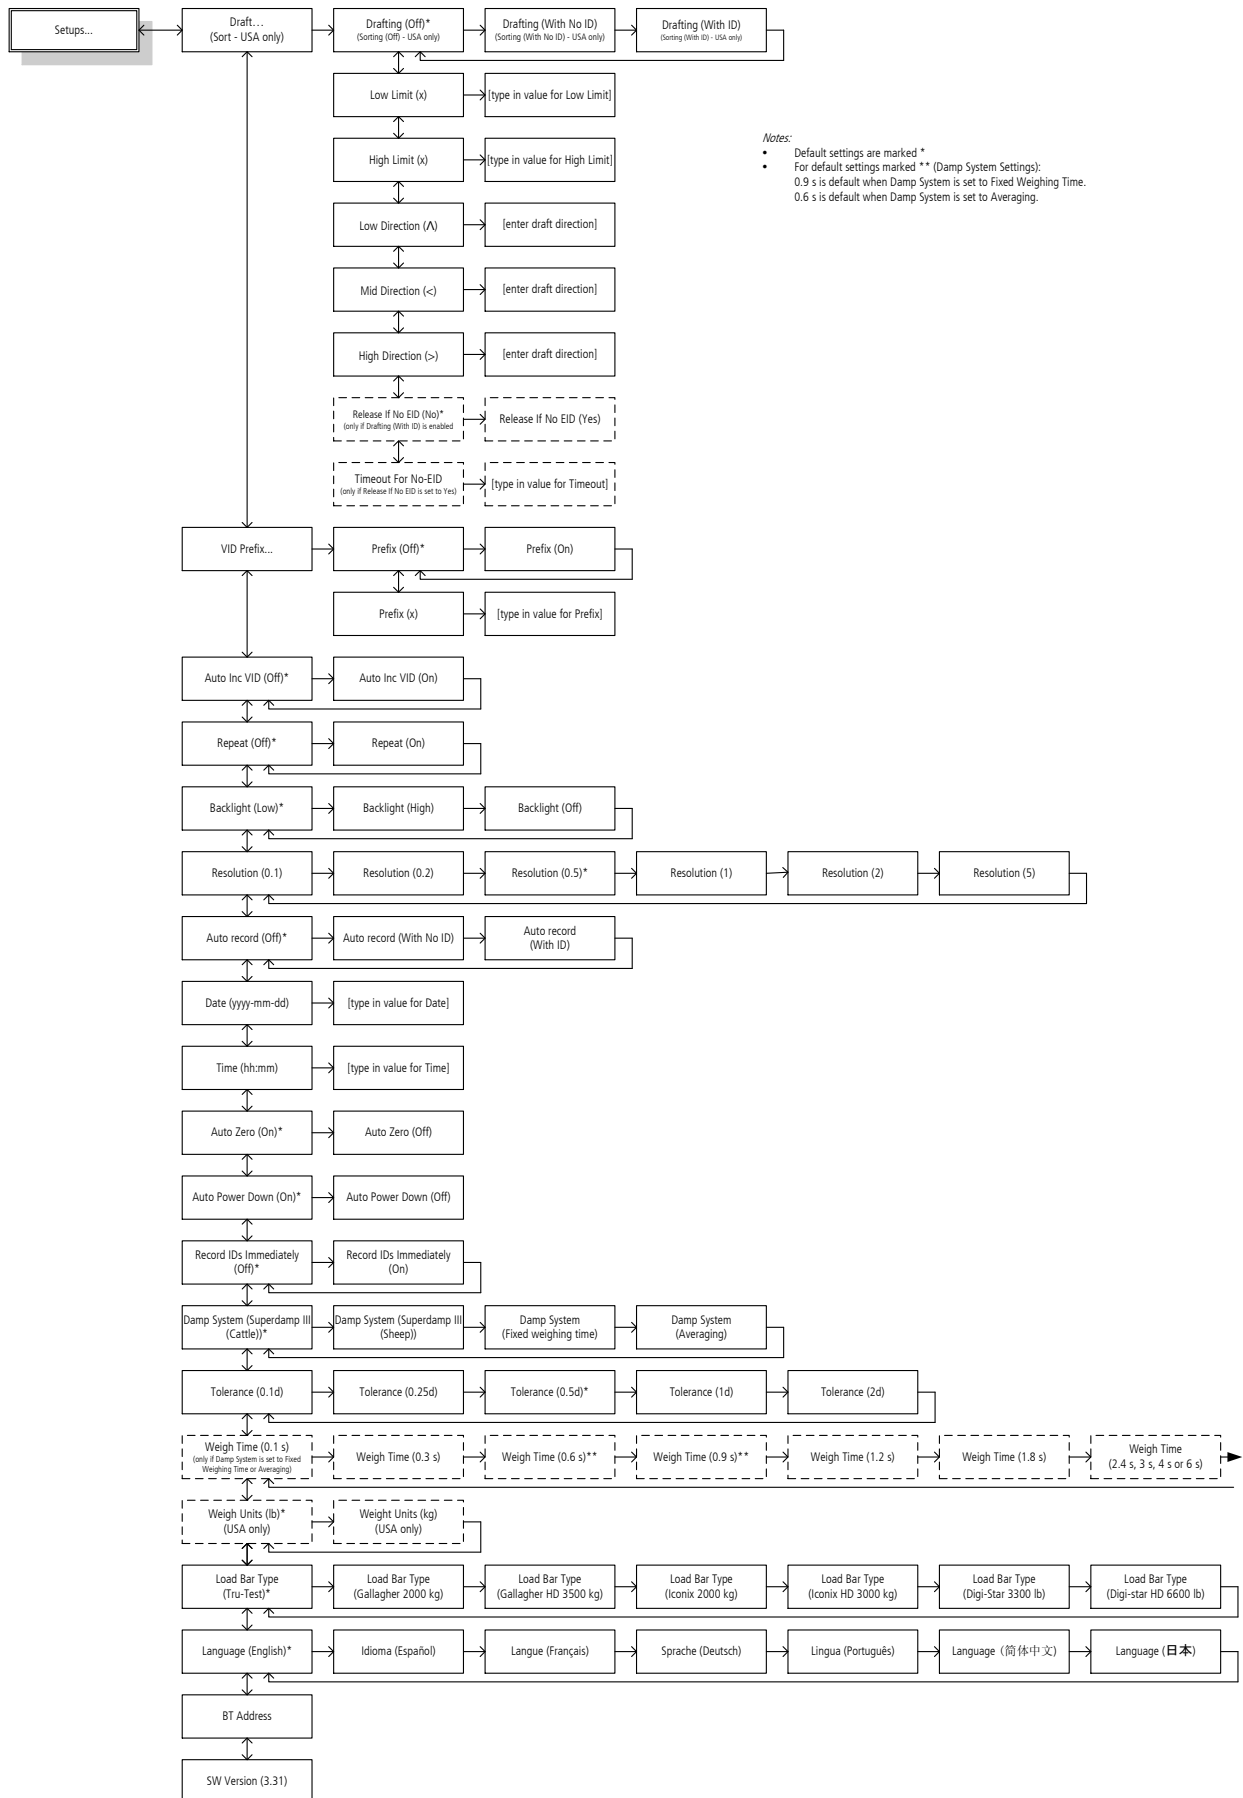 Setups...
Draft...
(Sort - USA only)
Drafting (Off)*
(Sorting (Off) - USA only)
Drafting (With No ID)
(Sorting (With No ID) - USA only)
Drafting (With ID)
(Sorting (With ID) - USA only)
Low Limit (x)
[type in value for Low Limit]
Notes:
• Default settings are marked *
• For default settings marked ** (Damp System Settings):
0.9 s is default when Damp System is set to Fixed Weighing Time.
0.6 s is default when Damp System is set to Averaging.
High Limit (x)
[type in value for High Limit]
Low Direction (Λ)
[enter draft direction]
Mid Direction (<)
[enter draft direction]
High Direction (>)
[enter draft direction]
Release If No EID (No)*
(only if Drafting (With ID) is enabled
Release If No EID (Yes)
Timeout For No-EID
(only if Release If No EID is set to Yes)
[type in value for Timeout]
VID Prefix...
Prefix (Off)*
Prefix (On)
Prefix (x)
[type in value for Prefix]
Auto Inc VID (Off)*
Auto Inc VID (On)
Repeat (Off)*
Repeat (On)
Backlight (Low)*
Backlight (High)
Backlight (Off)
Resolution (0.1)
Resolution (0.2)
Resolution (0.5)*
Resolution (1)
Resolution (2)
Resolution (5)
Auto record (Off)*
Auto record (With No ID)
Auto record
(With ID)
Date (yyyy-mm-dd)
[type in value for Date]
Time (hh:mm)
[type in value for Time]
Auto Zero (On)*
Auto Zero (Off)
Auto Power Down (On)*
Auto Power Down (Off)
Record IDs Immediately
(Off)*
Record IDs Immediately
(On)
Damp System (Superdamp III
(Cattle))*
Damp System (Superdamp III
(Sheep))
Damp System
(Fixed weighing time)
Damp System
(Averaging)
Tolerance (0.1d)
Tolerance (0.25d)
Tolerance (0.5d)*
Tolerance (1d)
Tolerance (2d)
Weigh Time (0.1 s)
(only if Damp System is set to Fixed
Weighing Time or Averaging)
Weigh Time (0.3 s)
Weigh Time (0.6 s)**
Weigh Time (0.9 s)**
Weigh Time (1.2 s)
Weigh Time (1.8 s)
Weigh Time
(2.4 s, 3 s, 4 s or 6 s)
Weigh Units (lb)*
(USA only)
Weight Units (kg)
(USA only)
Load Bar Type
(Tru-Test)*
Load Bar Type
(Gallagher 2000 kg)
Load Bar Type
(Gallagher HD 3500 kg)
Load Bar Type
(Iconix 2000 kg)
Load Bar Type
(Iconix HD 3000 kg)
Load Bar Type
(Digi-Star 3300 lb)
Load Bar Type
(Digi-star HD 6600 lb)
Language (English)*
Idioma (Español)
Langue (Français)
Sprache (Deutsch)
Lingua (Português)
Language (简体中文)
Language (日本)
BT Address
SW Version (3.31)